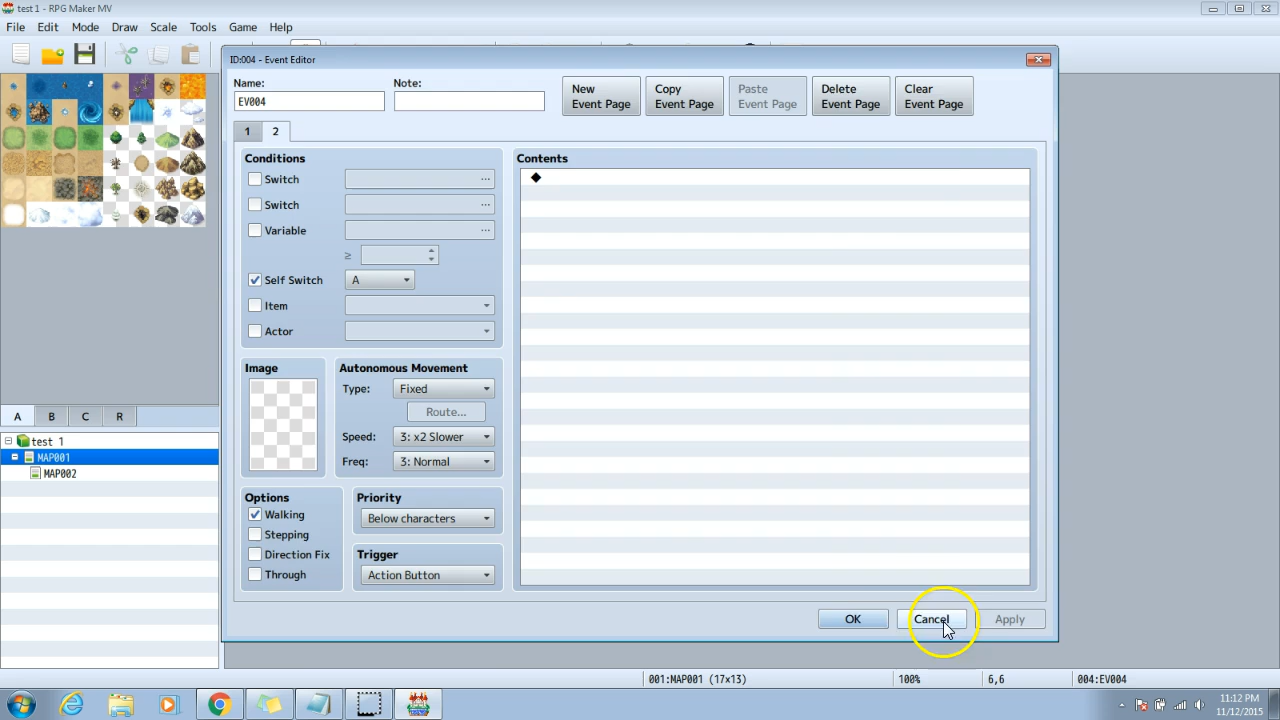 test 1 - RPG Maker MV
File Edit Mode Draw Scale Tools Game Help
ID:004 - Event Editor
Name:
EV004
Note:
New
Event Page
Copy
Event Page
Paste
Event Page
Delete
Event Page
Clear
Event Page
1 2
Conditions
Switch ...
Switch ...
Variable ...
≥
Self Switch A
Item
Actor
Image
Autonomous Movement
Type: Fixed
Route...
Speed: 3: x2 Slower
Freq: 3: Normal
Options
Walking
Stepping
Direction Fix
Through
Priority
Below characters
Trigger
Action Button
Contents
◆
OK Cancel Apply
A B C R
test 1
MAP001
MAP002
001:MAP001 (17x13) 100% 6,6 004:EV004
11:12 PM
11/12/2015